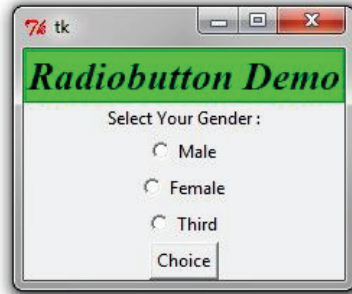 tk
Radiobutton Demo
Select Your Gender :
Male
Female
Third
Choice